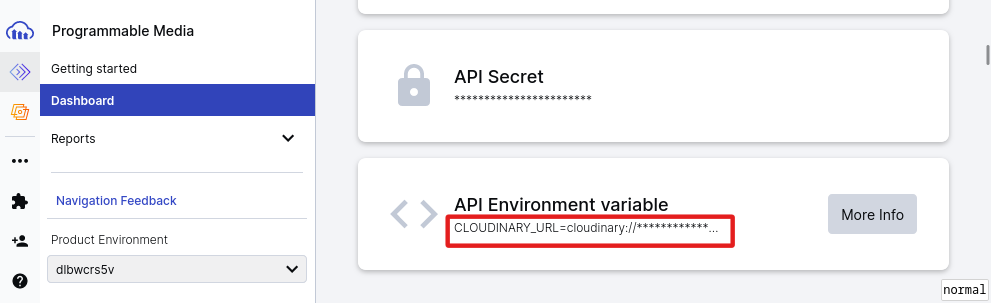 Programmable Media
Getting started
Dashboard
Reports
Navigation Feedback
Product Environment
dlbwcrs5v
API Secret
***********************
API Environment variable
CLOUDINARY_URL=cloudinary://************...
More Info
normal